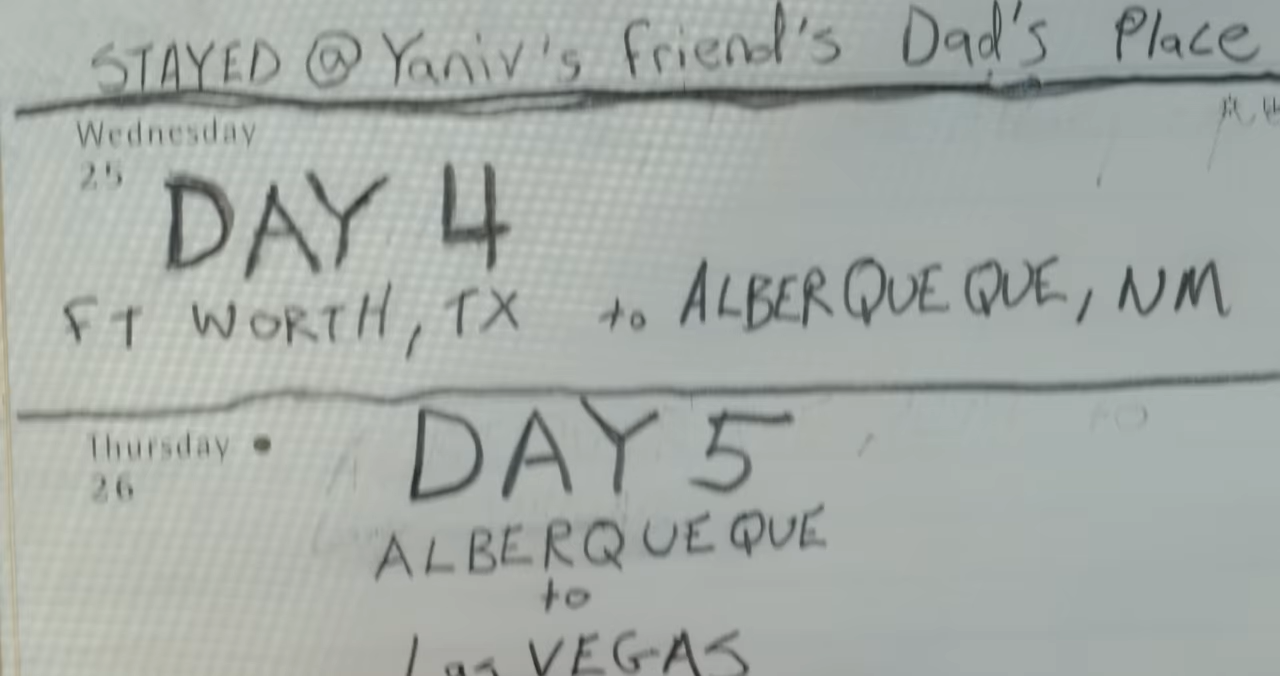 STAYED @ Yaniv's Friend's Dad's Place
Wednesday
25
DAY 4
FT WORTH, TX to ALBERQUEQUE, NM
Thursday
26
DAY 5
ALBERQUEQUE
to
Las VEGAS